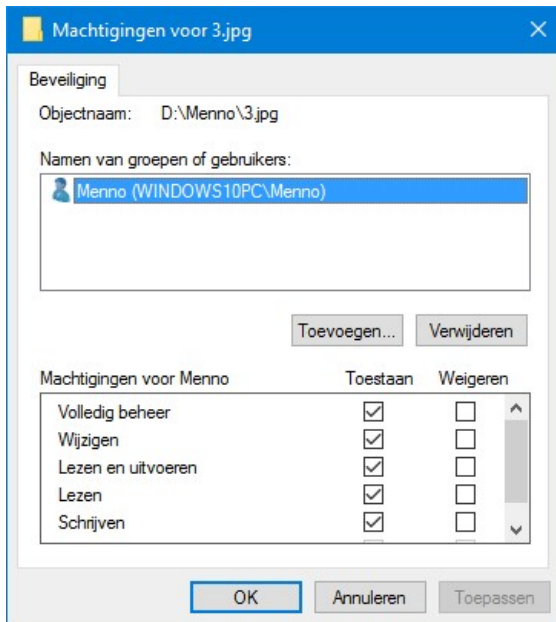 Machtigingen voor 3.jpg
Beveiliging
Objectnaam: D:\Menno\3.jpg
Namen van groepen of gebruikers:
Menno (WINDOWS10PC\Menno)
Toevoegen... Verwijderen
Machtigingen voor Menno Toestaan Weigeren
Volledig beheer
Wijzigen
Lezen en uitvoeren
Lezen
Schrijven
OK Annuleren Toepassen